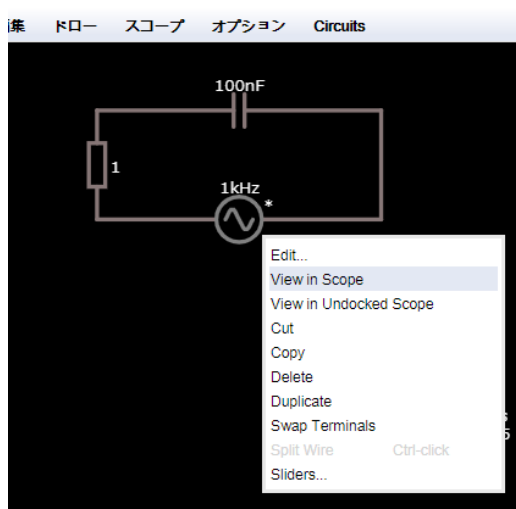 集 ドロー スコープ オプション Circuits
100nF
1
1kHz
*
Edit...
View in Scope
View in Undocked Scope
Cut
Copy
Delete
Duplicate
Swap Terminals
Split Wire Ctrl-click
Sliders...
s
5